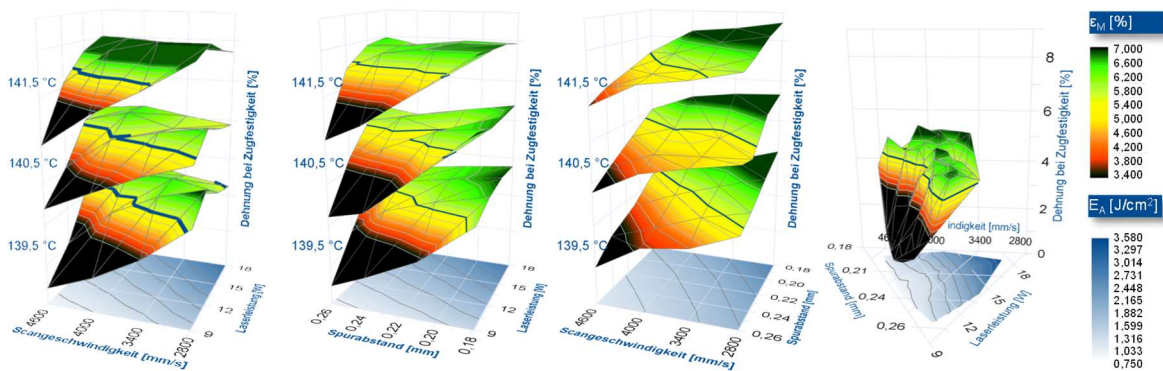 141,5 °C
140,5 °C
139,5 °C
Dehnung bei Zugfestigkeit [%]
4600
4000
3400
2800
Scangeschwindigkeit [mm/s]
9
12
15
18
Laserleistung [W]
141,5 °C
140,5 °C
139,5 °C
Dehnung bei Zugfestigkeit [%]
0,26
0,24
0,22
0,20
0,18
Spurabstand [mm]
9
12
15
18
Laserleistung [W]
141,5 °C
140,5 °C
139,5 °C
Dehnung bei Zugfestigkeit [%]
4600
4000
3400
2800
Scangeschwindigkeit [mm/s]
0,18
0,20
0,22
0,24
0,26
Spurabstand [mm]
8
6
4
2
0
Dehnung bei Zugfestigkeit [%]
indigkeit [mm/s]
3400
2800
0,18
0,21
0,24
0,26
Spurabstand [mm]
9
12
15
18
Laserleistung [W]
εM [%]
7,000
6,600
6,200
5,800
5,400
5,000
4,600
4,200
3,800
3,400
EA [J/cm²]
3,580
3,297
3,014
2,731
2,448
2,165
1,882
1,599
1,316
1,033
0,750